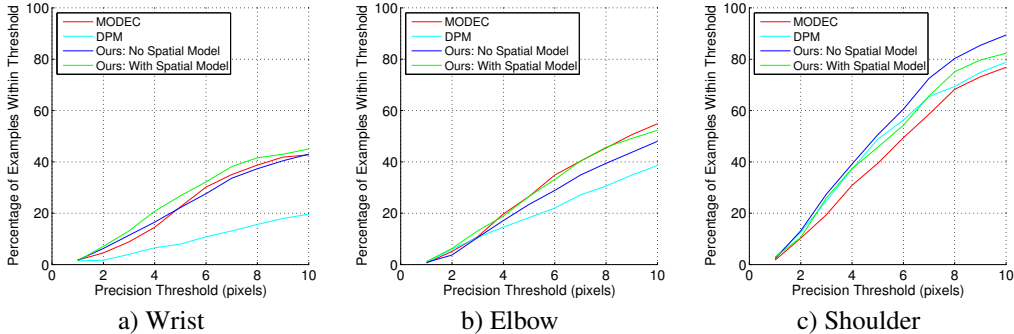 Percentage of Examples Within Threshold
100
80
60
40
20
0
MODEC
DPM
Ours: No Spatial Model
Ours: With Spatial Model
0 2 4 6 8 10
Precision Threshold (pixels)
a) Wrist
Percentage of Examples Within Threshold
100
80
60
40
20
0
MODEC
DPM
Ours: No Spatial Model
Ours: With Spatial Model
0 2 4 6 8 10
Precision Threshold (pixels)
b) Elbow
Percentage of Examples Within Threshold
100
80
60
40
20
0
MODEC
DPM
Ours: No Spatial Model
Ours: With Spatial Model
0 2 4 6 8 10
Precision Threshold (pixels)
c) Shoulder